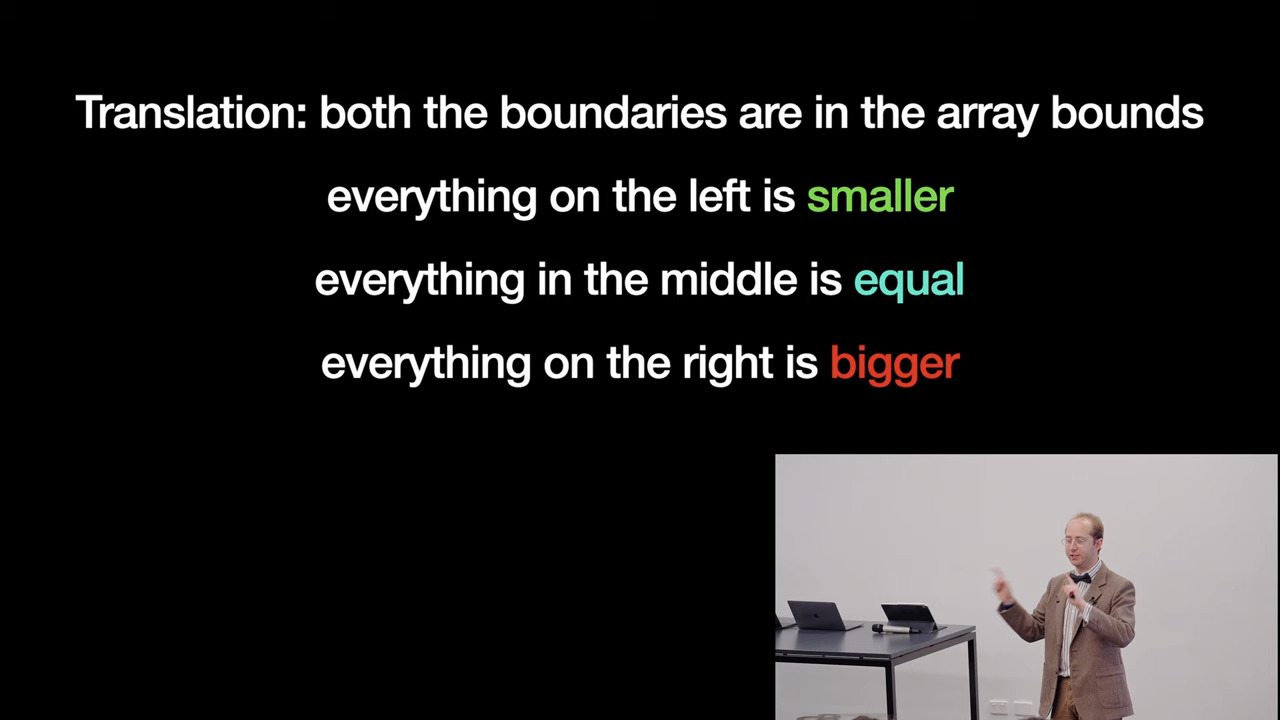 Translation: both the boundaries are in the array bounds
everything on the left is smaller
everything in the middle is equal
everything on the right is bigger